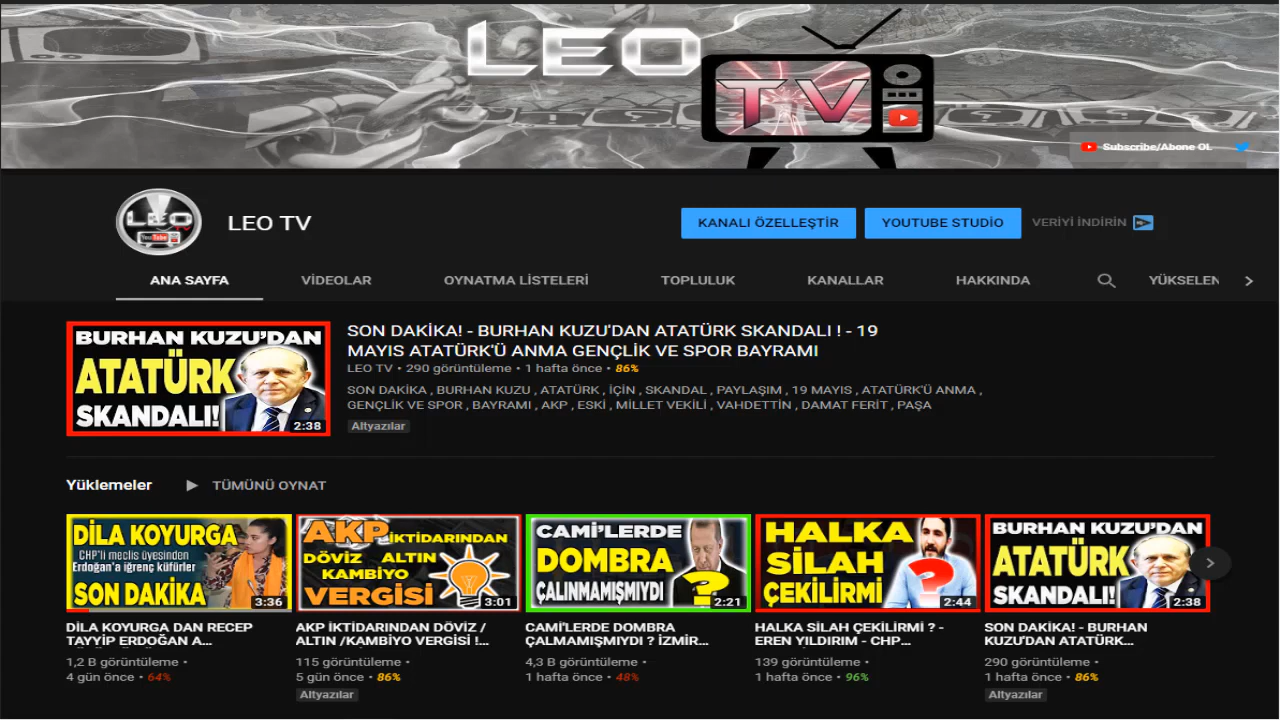 LEO
TV
Subscribe/Abone OL
LEO
TV
YouTube
LEO TV
KANALI ÖZELLEŞTİR
YOUTUBE STUDİO
VERİYİ İNDİRİN
ANA SAYFA
VİDEOLAR
OYNATMA LİSTELERİ
TOPLULUK
KANALLAR
HAKKINDA
YÜKSELEN
BURHAN KUZU'DAN
ATATÜRK
SKANDALI!
2:38
SON DAKİKA! - BURHAN KUZU'DAN ATATÜRK SKANDALI ! - 19
MAYIS ATATÜRK'Ü ANMA GENÇLİK VE SPOR BAYRAMI
LEO TV • 290 görüntüleme • 1 hafta önce • 86%
SON DAKİKA , BURHAN KUZU , ATATÜRK , İÇİN , SKANDAL , PAYLAŞIM , 19 MAYIS , ATATÜRK'Ü ANMA ,
GENÇLİK VE SPOR , BAYRAMI , AKP , ESKİ , MİLLET VEKİLİ , VAHDETTİN , DAMAT FERİT , PAŞA
Altyazılar
Yüklemeler
TÜMÜNÜ OYNAT
DİLA KOYURGA
CHP'li meclis üyesinden
Erdoğan'a iğrenç küfürler
SON DAKİKA
3:36
DİLA KOYURGA DAN RECEP
TAYYİP ERDOĞAN A...
1,2 B görüntüleme •
4 gün önce • 64%
AKP İKTİDARINDAN
DÖVİZ ALTIN
KAMBİYO
VERGİSİ
3:01
AKP İKTİDARINDAN DÖVİZ /
ALTIN /KAMBİYO VERGİSİ !...
115 görüntüleme •
5 gün önce • 86%
Altyazılar
CAMİ'LERDE
DOMBRA
ÇALINMAMIŞMIYDI
?
2:21
CAMİ'LERDE DOMBRA
ÇALMAMIŞMIYDI ? İZMİR...
4,3 B görüntüleme •
1 hafta önce • 48%
HALKA
SİLAH
ÇEKİLİRMİ
?
2:44
HALKA SİLAH ÇEKİLİRMİ ? -
EREN YILDIRIM - CHP...
139 görüntüleme •
1 hafta önce • 96%
BURHAN KUZU'DAN
ATATÜRK
SKANDALI!
2:38
SON DAKİKA! - BURHAN
KUZU'DAN ATATÜRK...
290 görüntüleme •
1 hafta önce • 86%
Altyazılar